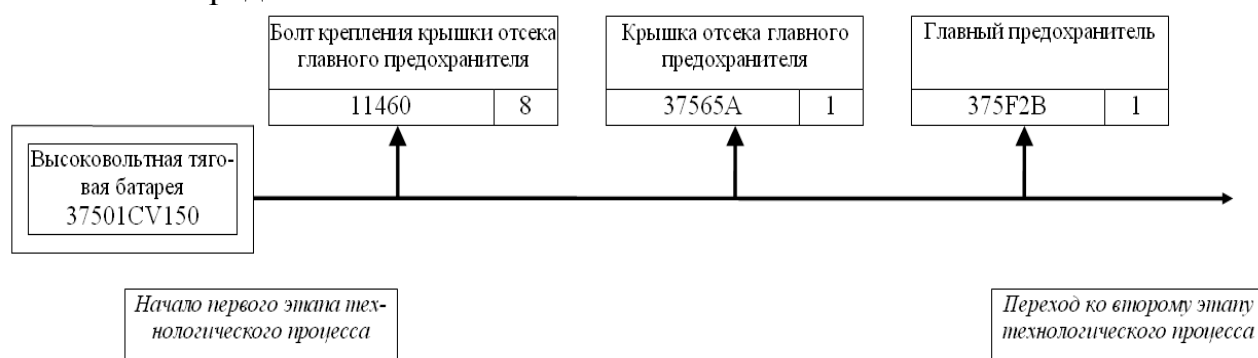 Болт крепления крышки отсека
главного предохранителя
11460 8
Крышка отсека главного
предохранителя
37565A 1
Главный предохранитель
375F2B 1
Высоковольтная тяго-
вая батарея
37501CV150
Начало первого этапа тех-
нологического процесса
Переход ко второму этапу
технологического процесса